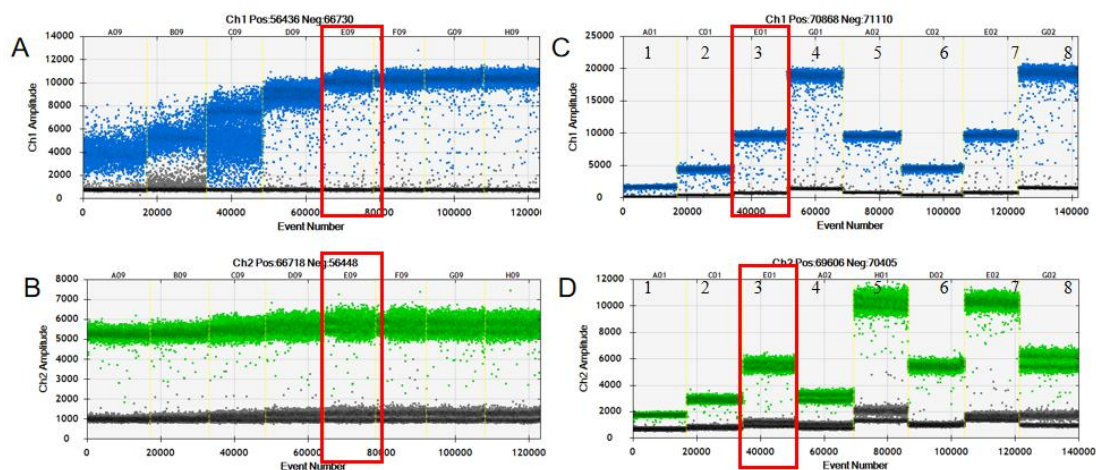 A
Ch1 Pos:56436 Neg:66730
A09 B09 C09 D09 E09 F09 G09 H09
Ch1 Amplitude
14000
12000
10000
8000
6000
4000
2000
0
0 20000 40000 60000 80000 100000 120000
Event Number
C
Ch1 Pos:70868 Neg:71110
A01 C01 E01 G01 A02 C02 E02 G02
1 2 3 4 5 6 7 8
Ch1 Amplitude
25000
20000
15000
10000
5000
0
0 20000 40000 60000 80000 100000 120000 140000
Event Number
B
Ch2 Pos:66718 Neg:56448
A09 B09 C09 D09 E09 F09 G09 H09
Ch2 Amplitude
8000
7000
6000
5000
4000
3000
2000
1000
0
0 20000 40000 60000 80000 100000 120000
Event Number
D
Ch2 Pos:69606 Neg:70405
A01 C01 E01 A02 H01 D02 E02 G02
1 2 3 4 5 6 7 8
Ch2 Amplitude
12000
10000
8000
6000
4000
2000
0
0 20000 40000 60000 80000 100000 120000 140000
Event Number